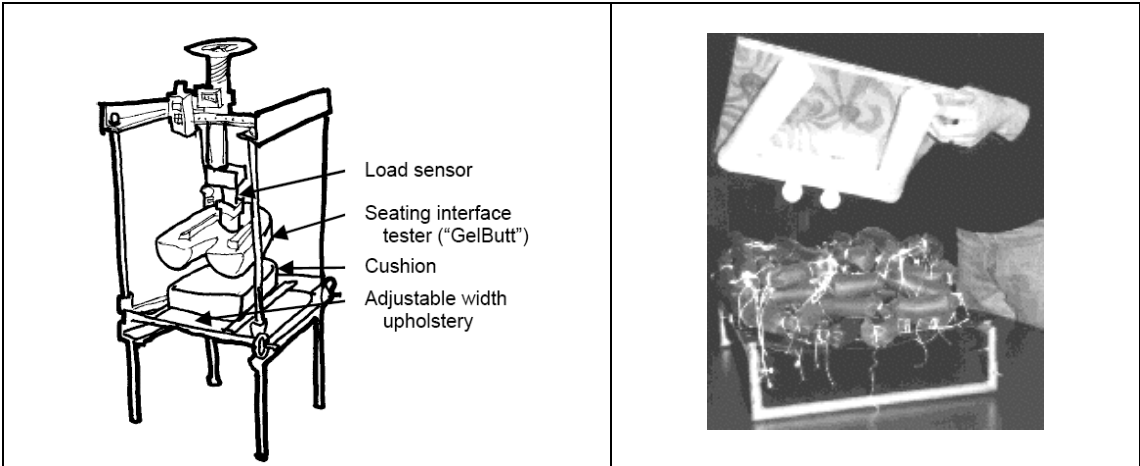 Load sensor
Seating interface
tester (“GelButt”)
Cushion
Adjustable width
upholstery